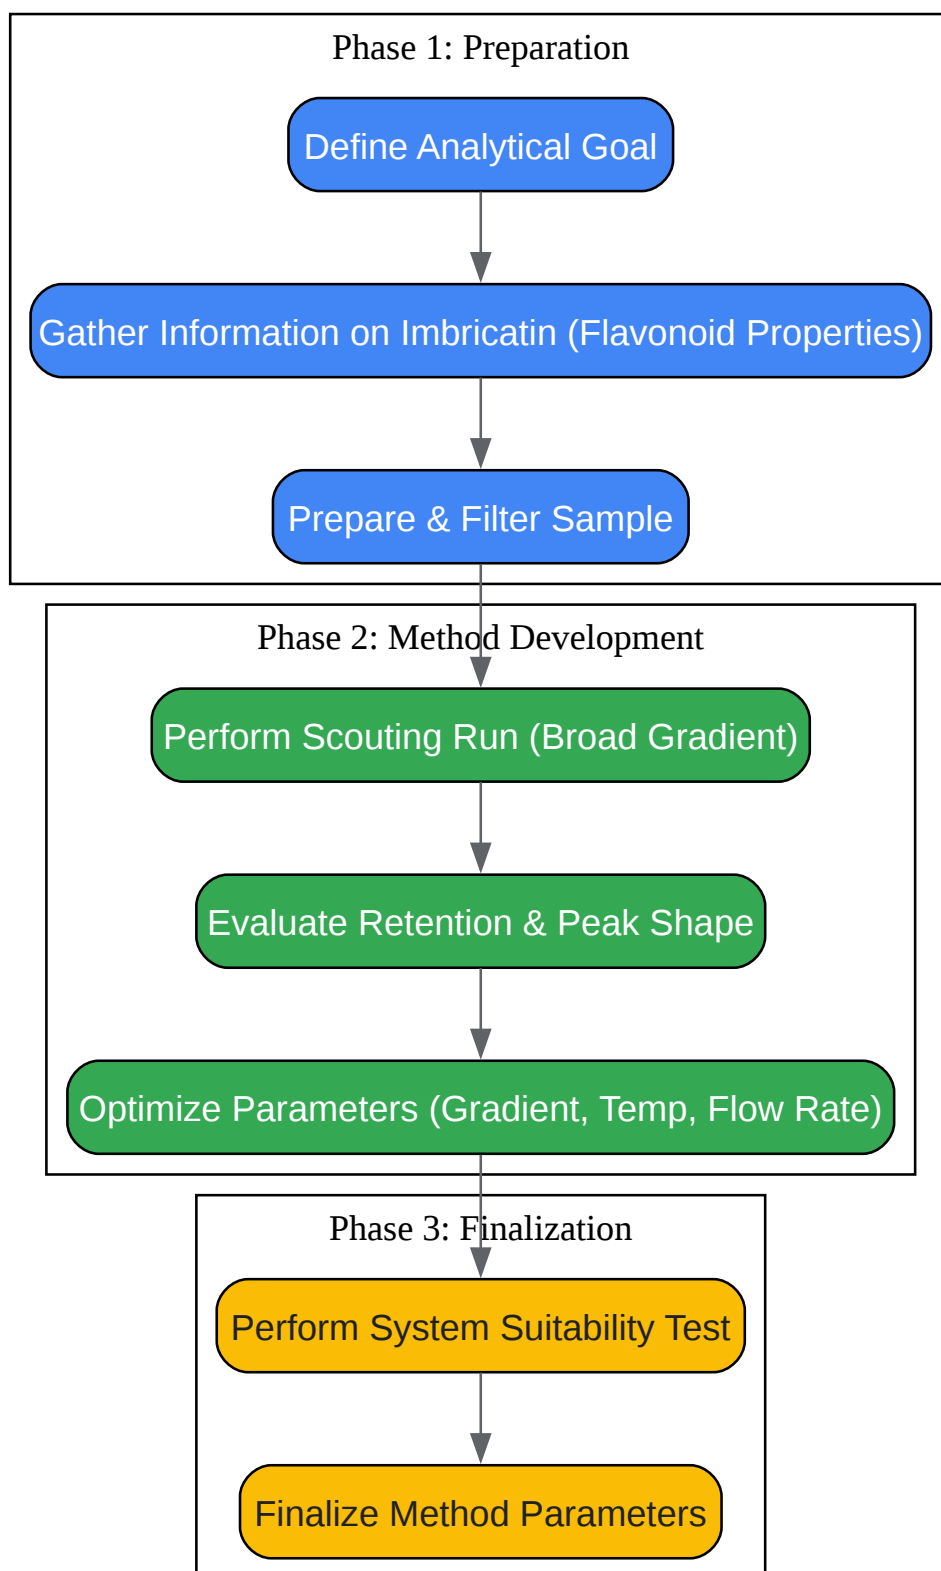 Phase 1: Preparation
Define Analytical Goal
Gather Information on Imbricatin (Flavonoid Properties)
Prepare & Filter Sample
Phase 2: Method Development
Perform Scouting Run (Broad Gradient)
Evaluate Retention & Peak Shape
Optimize Parameters (Gradient, Temp, Flow Rate)
Phase 3: Finalization
Perform System Suitability Test
Finalize Method Parameters